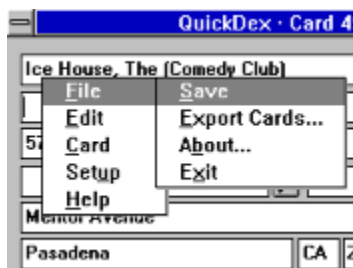 QuickDex · Card 4
Ice House, The (Comedy Club)
File
Save
Edit
Export Cards...
57
Card
About...
Setup
Exit
Help
Mentor Avenue
Pasadena
CA